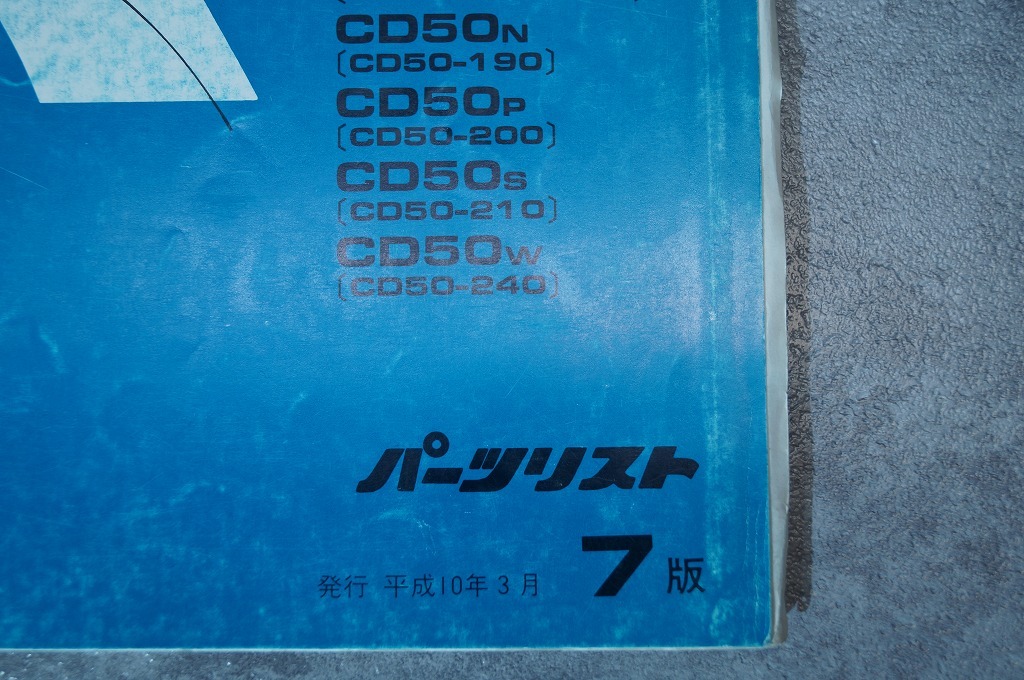 CD50N
〔CD50-190〕
CD50P
〔CD50-200〕
CD50S
〔CD50-210〕
CD50W
〔CD50-240〕
パーツリスト
発行 平成10年3月 7版